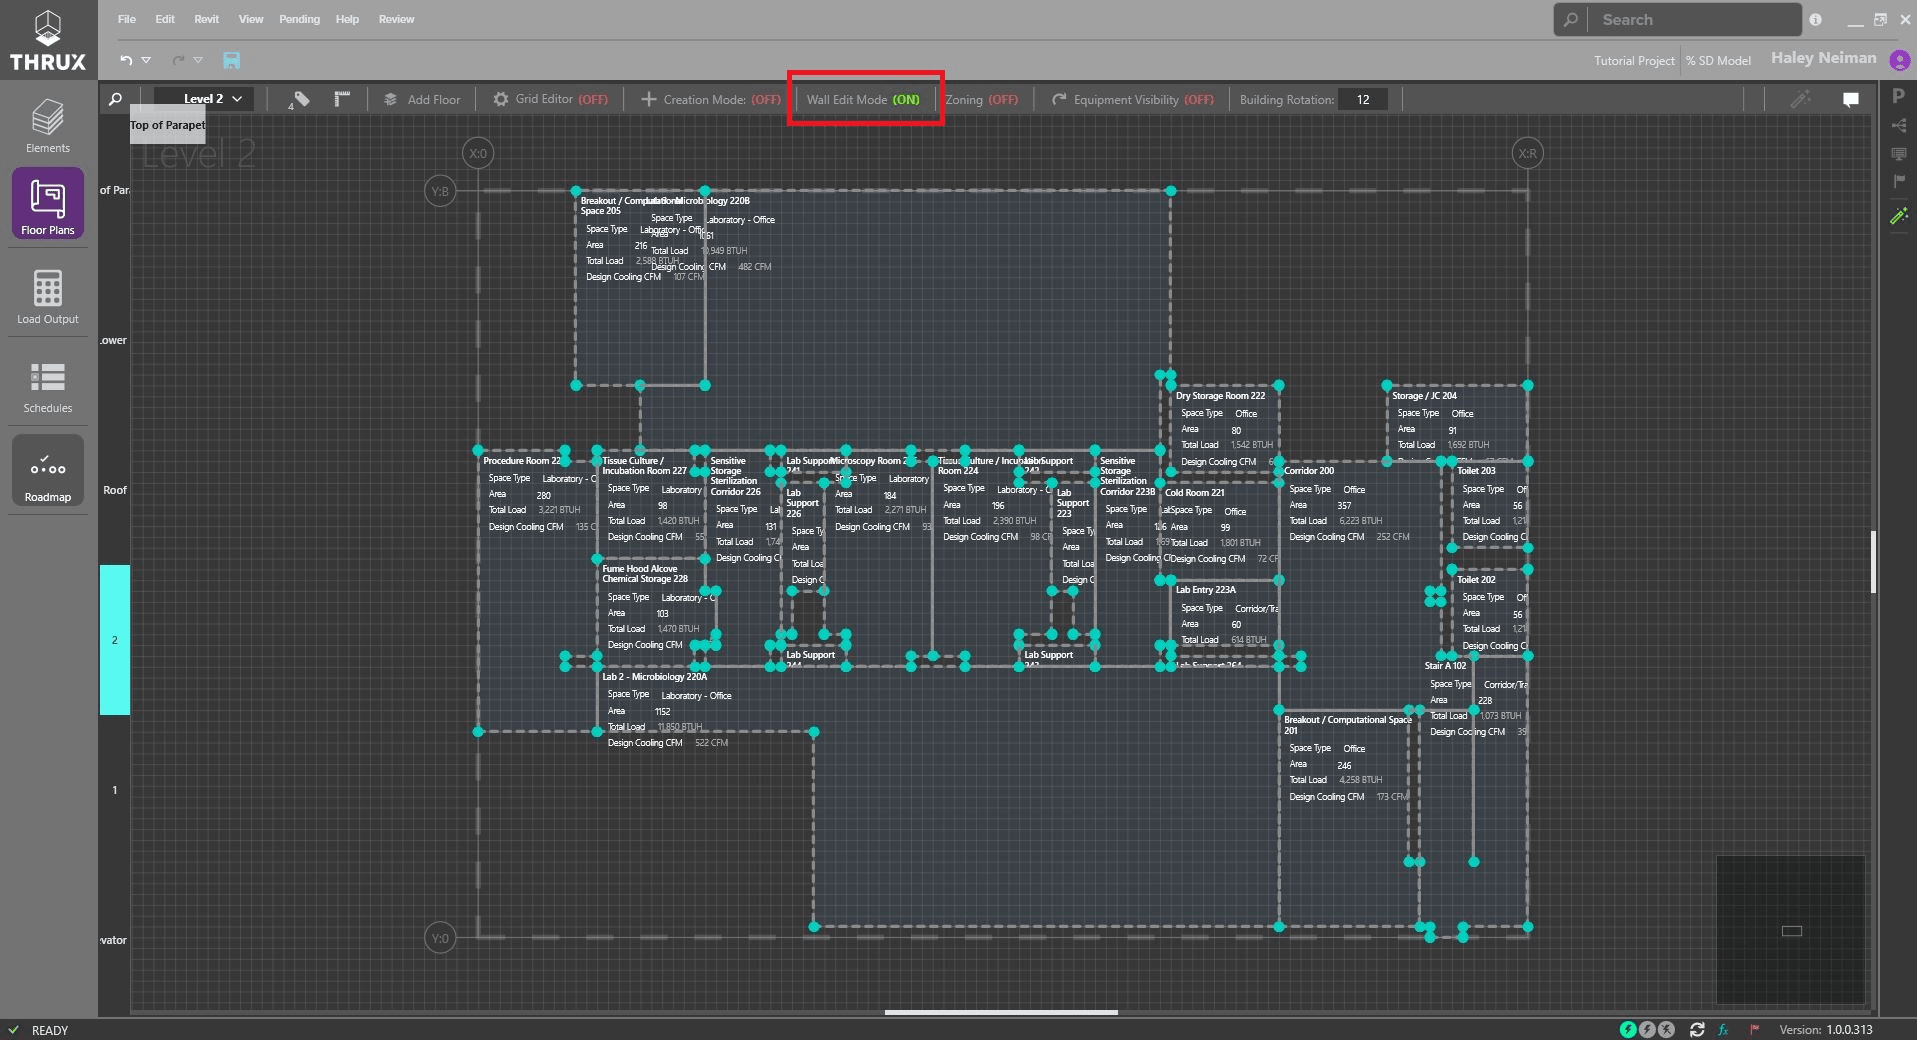 File Edit Revit View Pending Help Review
Search
THRUX
Tutorial Project % SD Model Haley Neiman
Level 2
4
Add Floor
Grid Editor (OFF)
Creation Mode: (OFF)
Wall Edit Mode (ON)
Zoning (OFF)
Equipment Visibility (OFF)
Building Rotation: 12
Top of Parapet
Level 2
Elements
Floor Plans
Load Output
Schedules
Roadmap
of Par
.ower
Roof
2
1
vator
X:0
X:R
Y:B
Y:0
Breakout / Computational
Space 205
Space Type Laboratory - Offic
Area 216
Total Load 2,588 BTUH
Design Cooling CFM 107 CFM
Microbiology 220B
Space Type Laboratory - Office
Area
Total Load 10,949 BTUH
Design Cooling CFM 482 CFM
Dry Storage Room 222
Space Type Office
Area 80
Total Load 1,542 BTUH
Design Cooling CFM 6
Storage / JC 204
Space Type Office
Area 91
Total Load 1,692 BTUH
Procedure Room 22
Space Type Laboratory - C
Area 280
Total Load 3,221 BTUH
Design Cooling CFM 135 C
Tissue Culture /
Incubation Room 227
Space Type Laboratory
Area 98
Total Load 1,420 BTUH
Design Cooling CFM 55
Sensitive
Storage
Sterilization
Corridor 226
Space Type Lal
Area 131
Total Load 1,74
Design Cooling C
Lab Support
241
Lab
Support
226
Space Ty
Area
Total Loa
Design C
Microscopy Room 2
Space Type Laboratory
Area 184
Total Load 2,271 BTUH
Design Cooling CFM 93
Tissue Culture / Incubation
Room 224
Space Type Laboratory - C
Area 196
Total Load 2,390 BTUH
Design Cooling CFM 98 CF
Lab Support
242
Lab
Support
223
Space Ty
Area
Total Loa
Design C
Sensitive
Storage
Sterilization
Corridor 223B
Space Type Lal
Area
Total Load
Design Cooling C
Cold Room 221
Space Type Office
Area 99
Total Load 1,801 BTUH
Design Cooling CFM 72 CF
Corridor 200
Space Type Office
Area 357
Total Load 6,223 BTUH
Design Cooling CFM 252 CFM
Toilet 203
Space Type Of
Area 56
Total Load 1,21
Design Cooling C
Fume Hood Alcove
Chemical Storage 228
Space Type Laboratory - C
Area 103
Total Load 1,470 BTUH
Design Cooling CFM
Lab Entry 223A
Space Type Corridor/Tra
Area 60
Total Load 614 BTUH
Toilet 202
Space Type Of
Area 56
Total Load 1,21
Design Cooling C
Lab Support
244
Lab Support
243
Lab Support 264
Lab 2 - Microbiology 220A
Space Type Laboratory - Office
Area 1152
Total Load 11,850 BTUH
Design Cooling CFM 522 CFM
Stair A 102
Space Type Corridor/Tra
Area 228
Total Load 1,073 BTUH
Design Cooling CFM 39
Breakout / Computational Space
201
Space Type Office
Area 246
Total Load 4,258 BTUH
Design Cooling CFM 173 CFM
READY
fx
Version: 1.0.0.313